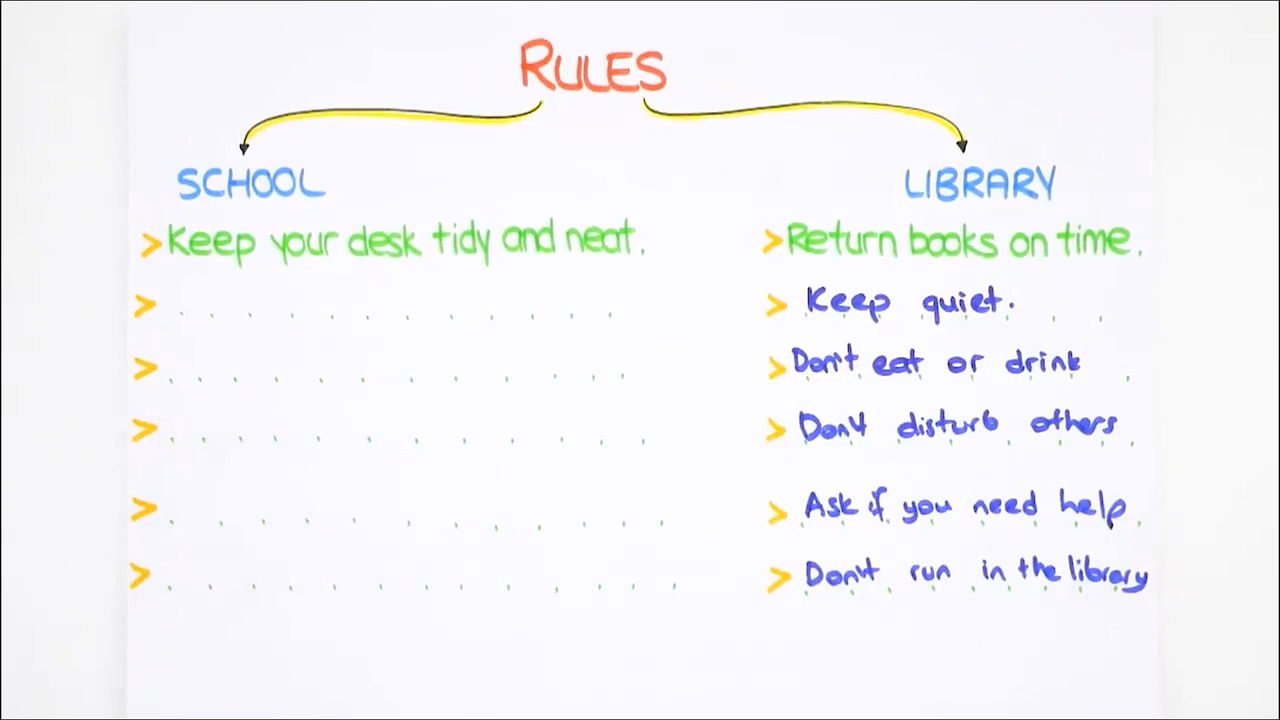 RULES
SCHOOL
LIBRARY
> Keep your desk tidy and neat.
>
>
>
>
>
> Return books on time.
> Keep quiet.
> Don't eat or drink
> Don't disturb others
> Ask if you need help
> Don't run in the library